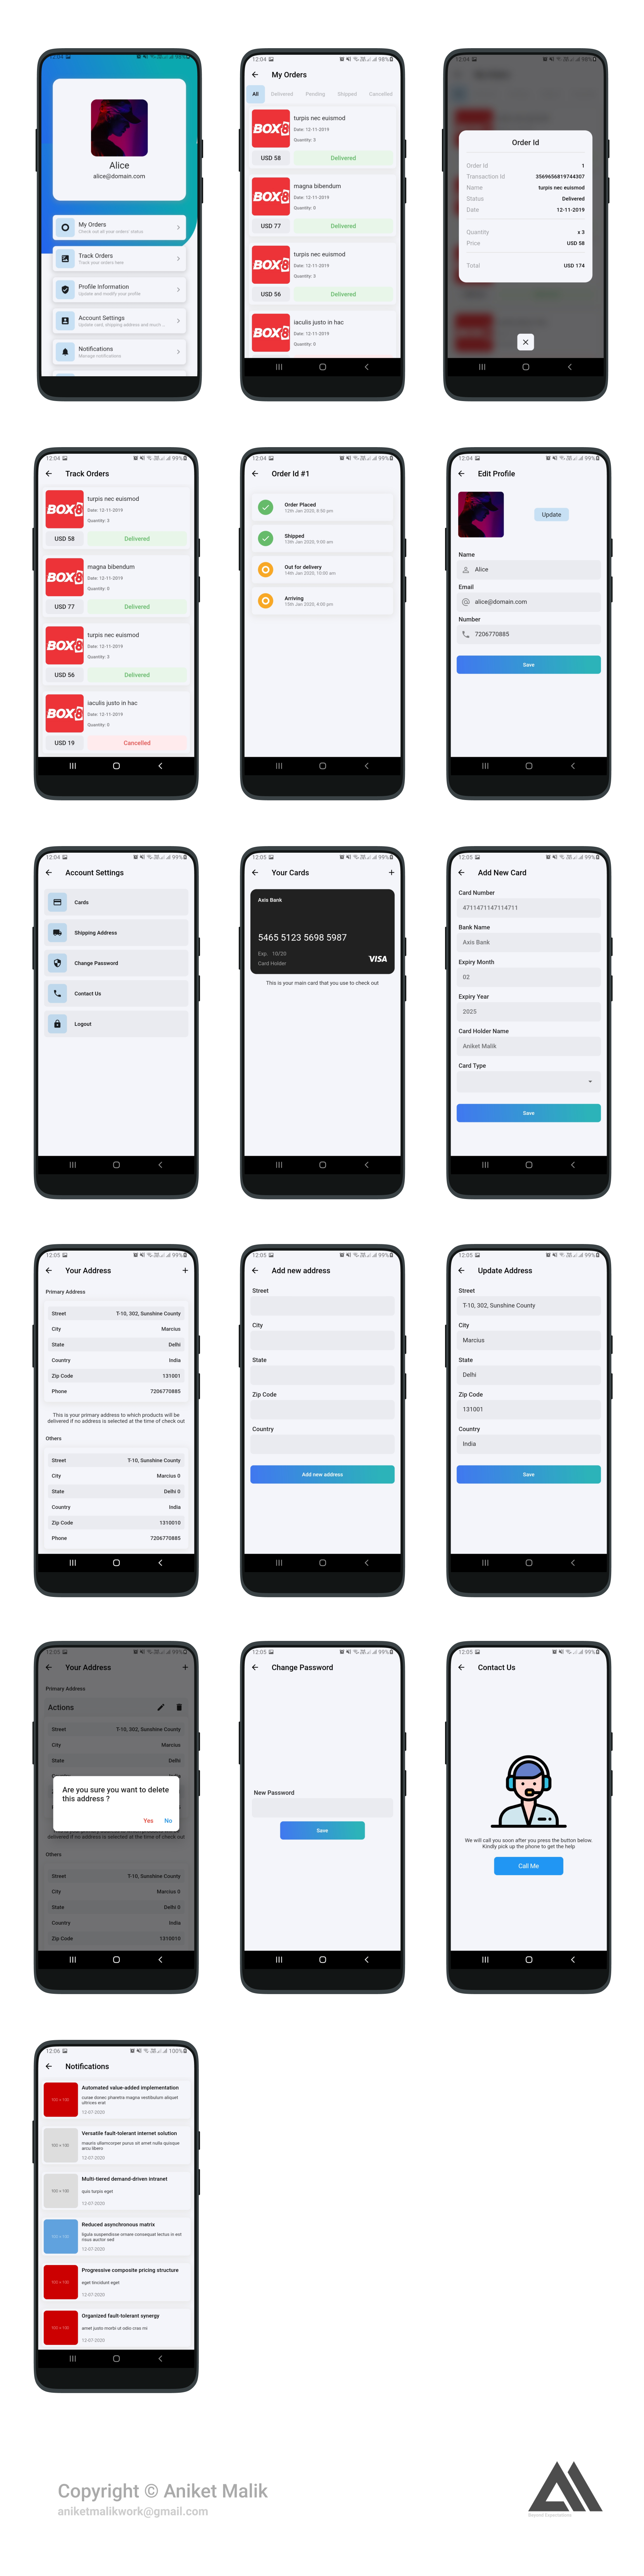 12:04 98%
Alice
alice@domain.com
My Orders
Check out all your orders' status
Track Orders
Track your orders here
Profile Information
Update and modify your profile
Account Settings
Update card, shipping address and much ...
Notifications
Manage notifications
12:04 98%
My Orders
All Delivered Pending Shipped Cancelled
BOX8
turpis nec euismod
Date: 12-11-2019
Quantity: 3
USD 58 Delivered
BOX8
magna bibendum
Date: 12-11-2019
Quantity: 0
USD 77 Delivered
BOX8
turpis nec euismod
Date: 12-11-2019
Quantity: 3
USD 56 Delivered
BOX8
iaculis justo in hac
Date: 12-11-2019
Quantity: 0
12:04 98%
Order Id
Order Id 1
Transaction Id 3569656819744307
Name turpis nec euismod
Status Delivered
Date 12-11-2019
Quantity x 3
Price USD 58
Total USD 174
12:04 99%
Track Orders
BOX8
turpis nec euismod
Date: 12-11-2019
Quantity: 3
USD 58 Delivered
BOX8
magna bibendum
Date: 12-11-2019
Quantity: 0
USD 77 Delivered
BOX8
turpis nec euismod
Date: 12-11-2019
Quantity: 3
USD 56 Delivered
BOX8
iaculis justo in hac
Date: 12-11-2019
Quantity: 0
USD 19 Cancelled
12:04 99%
Order Id #1
Order Placed
12th Jan 2020, 8:50 pm
Shipped
13th Jan 2020, 9:00 am
Out for delivery
14th Jan 2020, 10:50 am
Arriving
15th Jan 2020, 4:00 pm
12:04 99%
Edit Profile
Update
Name
Alice
Email
alice@domain.com
Number
7206770885
Save
12:04 99%
Account Settings
Cards
Shipping Address
Change Password
Contact Us
Logout
12:05 99%
Your Cards
Axis Bank
5465 5123 5698 5987
Exp. 10/20
Card Holder
VISA
This is your main card that you use to check out
12:05 99%
Add New Card
Card Number
4711471147114711
Bank Name
Axis Bank
Expiry Month
02
Expiry Year
2025
Card Holder Name
Aniket Malik
Card Type
Save
12:05 99%
Your Address
Primary Address
Street T-10, 302, Sunshine County
City Marcius
State Delhi
Country India
Zip Code 131001
Phone 7206770885
This is your primary address to which products will be
delivered if no address is selected at the time of check out
Others
Street T-10, Sunshine County
City Marcius 0
State Delhi 0
Country India
Zip Code 1310010
Phone 7206770885
12:05 99%
Add new address
Street
City
State
Zip Code
Country
Add new address
12:05 99%
Update Address
Street
T-10, 302, Sunshine County
City
Marcius
State
Delhi
Zip Code
131001
Country
India
Save
12:05 99%
Your Address
Primary Address
Actions
Street T-10, 302, Sunshine County
City Marcius
State Delhi
Are you sure you want to delete
this address ?
Yes No
delivered if no address is selected at the time of check out
Others
Street T-10, Sunshine County
City Marcius 0
State Delhi 0
Country India
Zip Code 1310010
12:05 99%
Change Password
New Password
Save
12:05 99%
Contact Us
We will call you soon after you press the button below.
Kindly pick up the phone to get the help
Call Me
12:06 100%
Notifications
100 × 100
Automated value-added implementation
curae donec pharetra magna vestibulum aliquet
ultrices erat
12-07-2020
100 × 100
Versatile fault-tolerant internet solution
mauris ullamcorper purus sit amet nulla quisque
arcu libero
12-07-2020
100 × 100
Multi-tiered demand-driven intranet
quis turpis eget
12-07-2020
100 × 100
Reduced asynchronous matrix
ligula suspendisse ornare consequat lectus in est
risus auctor sed
12-07-2020
100 × 100
Progressive composite pricing structure
eget tincidunt eget
12-07-2020
100 × 100
Organized fault-tolerant synergy
amet justo morbi ut odio cras mi
12-07-2020
Copyright © Aniket Malik
aniketmalikwork@gmail.com
Beyond Expectations